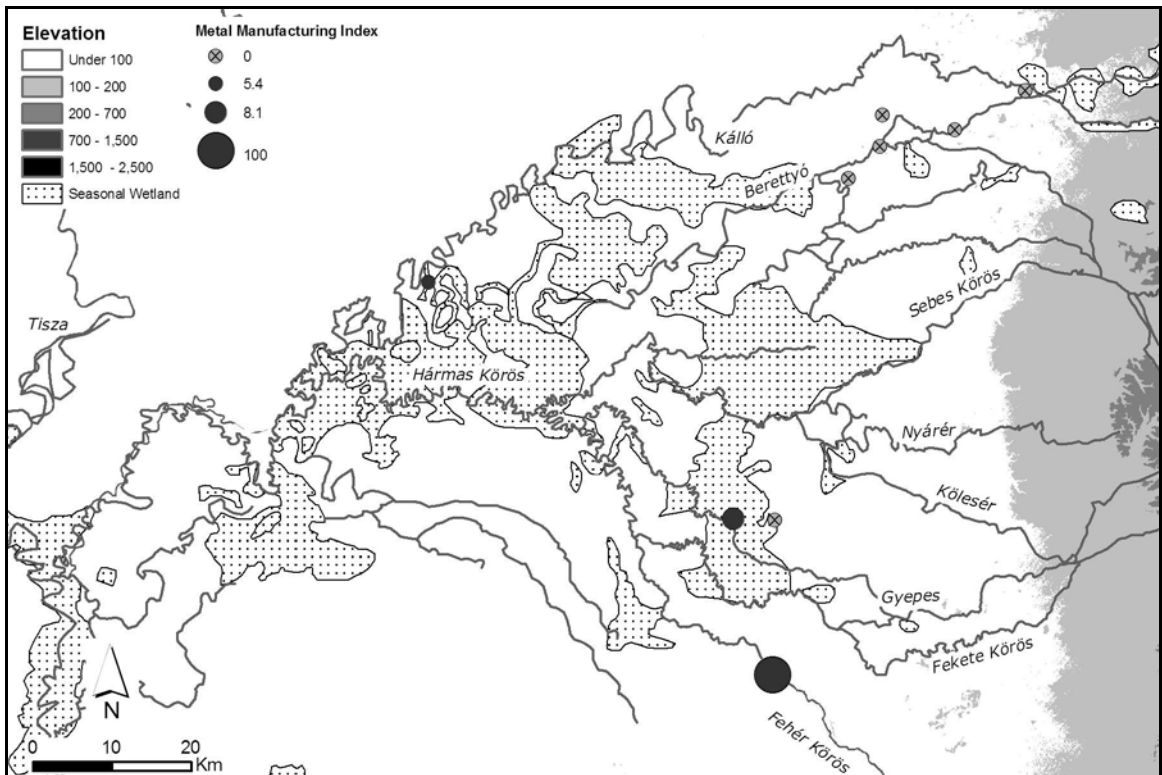 Elevation
Under 100
100 - 200
200 - 700
700 - 1,500
1,500 - 2,500
Seasonal Wetland
Metal Manufacturing Index
0
5.4
8.1
100
Kálló
Berettyó
Sebes Körös
Tisza
Hármas Körös
Nyárér
Kölesér
Gyepes
Fekete Körös
Fehér Körös
N
0 10 20
Km